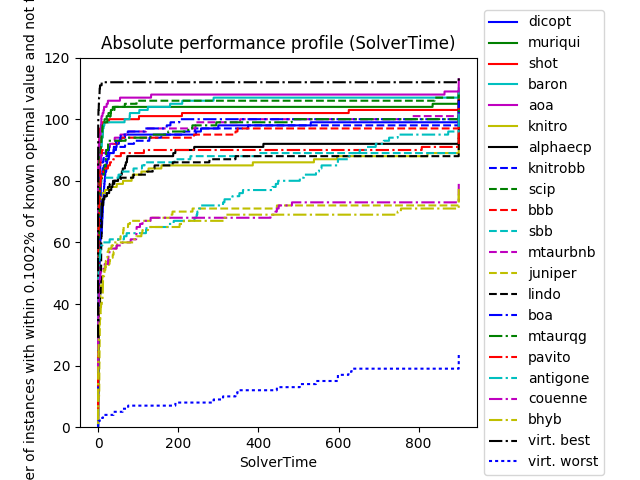 Absolute performance profile (SolverTime)
er of instances with within 0.1002% of known optimal value and not
120
100
80
60
40
20
0
0 200 400 600 800
SolverTime
dicopt
muriqui
shot
baron
aoa
knitro
alphaecp
knitrobb
scip
bbb
sbb
mtaurbnb
juniper
lindo
boa
mtaurqg
pavito
antigone
couenne
bhyb
virt. best
virt. worst